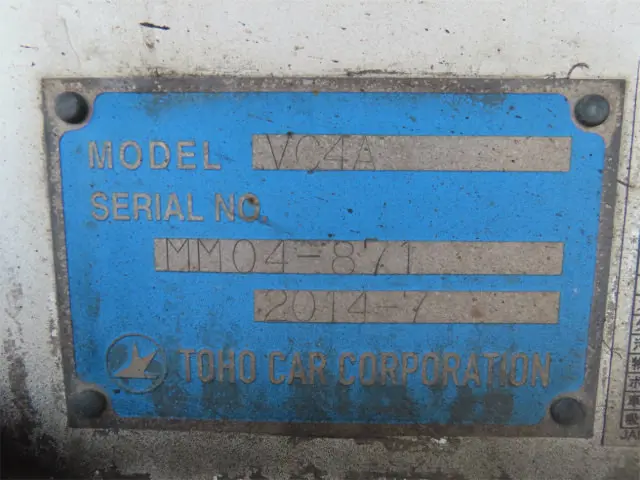 MODEL VC4A
SERIAL NO.
MM04-871
2014-7
TOHO CAR CORPORATION